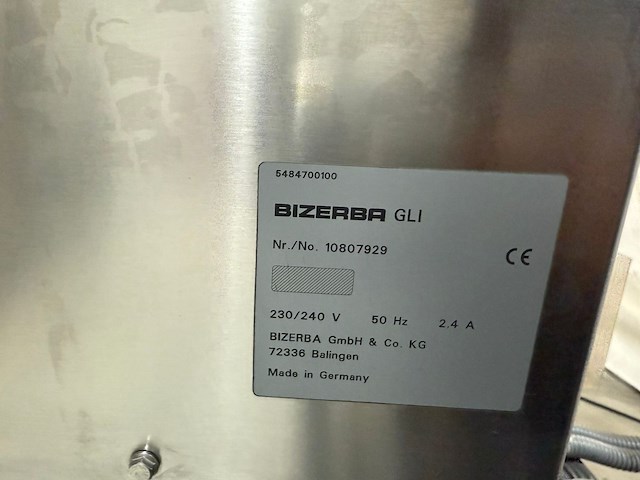 5484700100
BIZERBA GLI
Nr./No. 10807929
CE
230/240 V 50 Hz 2.4 A
BIZERBA GmbH & Co. KG
72336 Balingen
Made in Germany